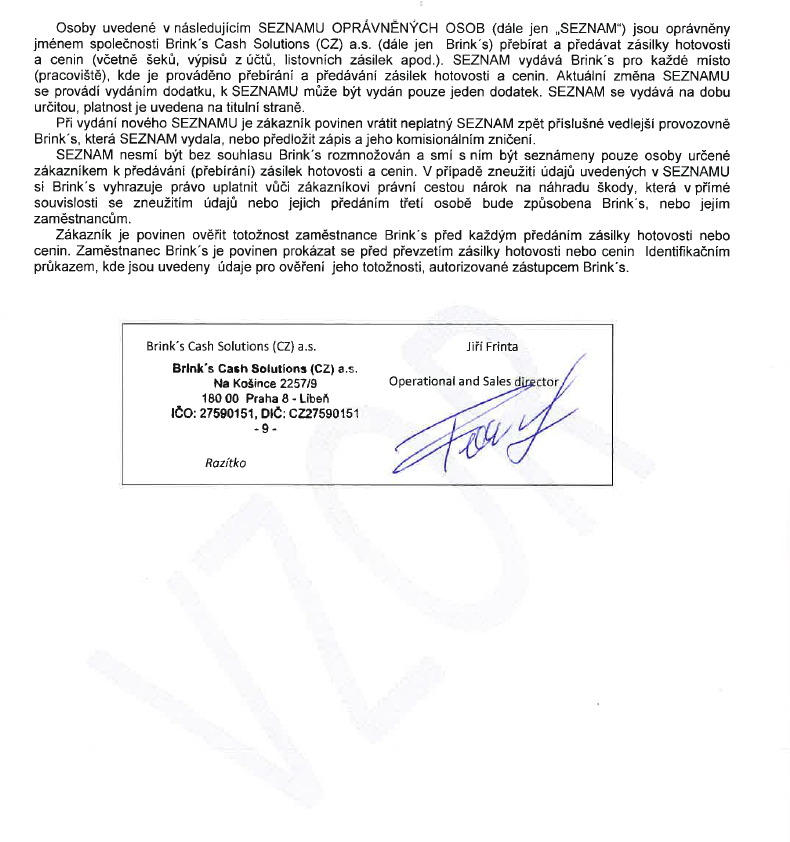 Osoby uvedené v následujícím SEZNAMU OPRÁVNĚNÝCH OSOB (dále jen „SEZNAM“) jsou oprávněny
jménem společnosti Brink´s Cash Solutions (CZ) a.s. (dále jen Brink´s) přebírat a předávat zásilky hotovosti
a cenin (včetně šeků, výpisů z účtů, listovních zásilek apod.). SEZNAM vydává Brink´s pro každé místo
(pracoviště), kde je prováděno přebírání a předávání zásilek hotovosti a cenin. Aktuální změna SEZNAMU
se provádí vydáním dodatku, k SEZNAMU může být vydán pouze jeden dodatek. SEZNAM se vydává na dobu
určitou, platnost je uvedena na titulní straně.
Při vydání nového SEZNAMU je zákazník povinen vrátit neplatný SEZNAM zpět příslušné vedlejší provozovně
Brink´s, která SEZNAM vydala, nebo předložit zápis a jeho komisionálním zničení.
SEZNAM nesmí být bez souhlasu Brink´s rozmnožován a smí s ním být seznámeny pouze osoby určené
zákazníkem k předávání (přebírání) zásilek hotovosti a cenin. V případě zneužiti údajů uvedených v SEZNAMU
si Brink´s vyhrazuje právo uplatnit vůči zákazníkovi právní cestou nárok na náhradu škody, která v přímé
souvislosti se zneužitím údajů nebo jejich předáním třetí osobě bude způsobena Brink´s, nebo jejím
zaměstnancům.
Zákazník je povinen ověřit totožnost zaměstnance Brink´s před každým předáním zásilky hotovosti nebo
cenin. Zaměstnanec Brink´s je povinen prokázat se před převzetím zásilky hotovosti nebo cenin Identifikačním
průkazem, kde jsou uvedeny údaje pro ověření jeho totožnosti, autorizované zástupcem Brink´s.
Brink´s Cash Solutions (CZ) a.s. Jiří Frinta
Brink´s Cash Solutions (CZ) a.s.
Na Košince 2257/9 Operational and Sales director
180 00 Praha 8 - Libeň
IČO: 27590151, DIČ: CZ27590151
- 9 -
Razítko
VZOR